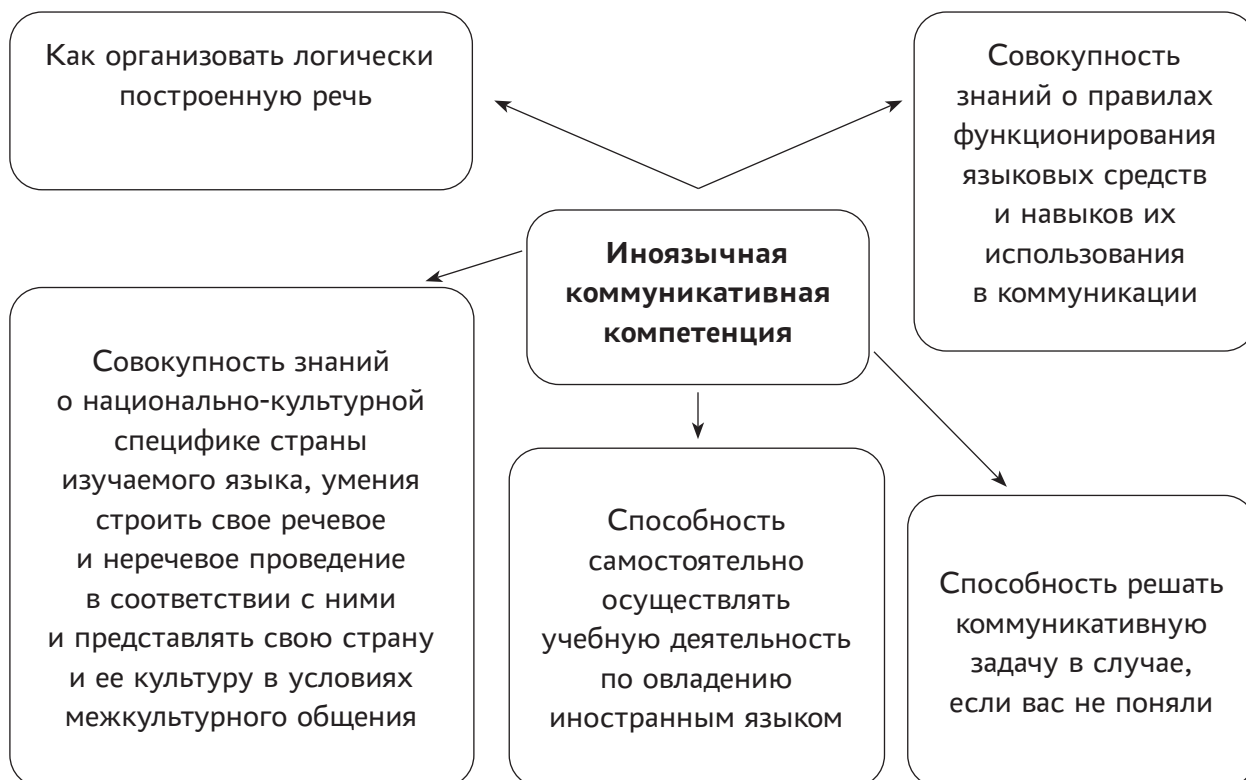 Как организовать логически
построенную речь
Совокупность
знаний о правилах
функционирования
языковых средств
и навыков их
использования
в коммуникации
Иноязычная
коммуникативная
компетенция
Совокупность знаний
о национально-культурной
специфике страны
изучаемого языка, умения
строить свое речевое
и неречевое проведение
в соответствии с ними
и представлять свою страну
и ее культуру в условиях
межкультурного общения
Способность
самостоятельно
осуществлять
учебную деятельность
по овладению
иностранным языком
Способность решать
коммуникативную
задачу в случае,
если вас не поняли